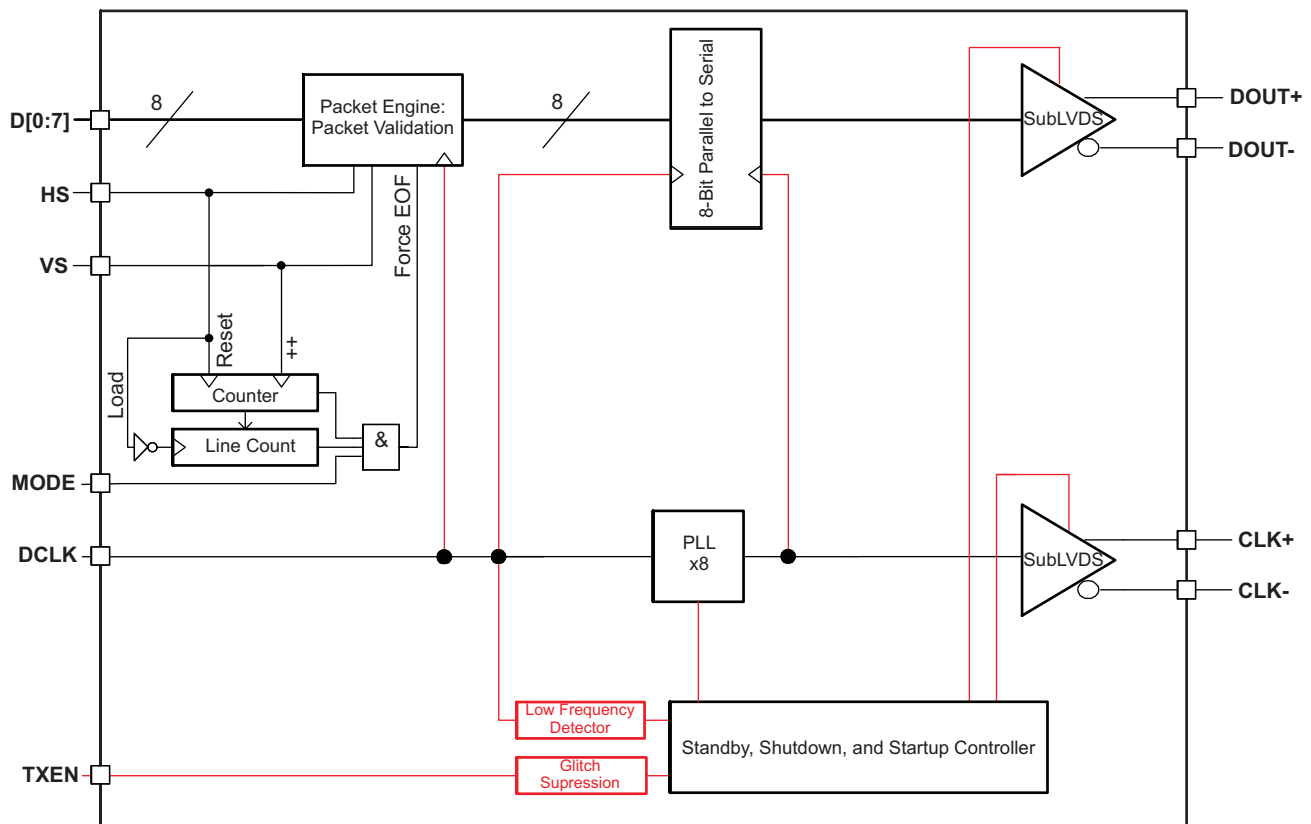 D[0:7]
8
Packet Engine:
Packet Validation
8
8-Bit Parallel to Serial
SubLVDS
DOUT+
DOUT-
HS
VS
Force EOF
Load
Reset
++
Counter
Line Count
&
MODE
DCLK
PLL
x8
SubLVDS
CLK+
CLK-
Low Frequency
Detector
Standby, Shutdown, and Startup Controller
TXEN
Glitch
Supression